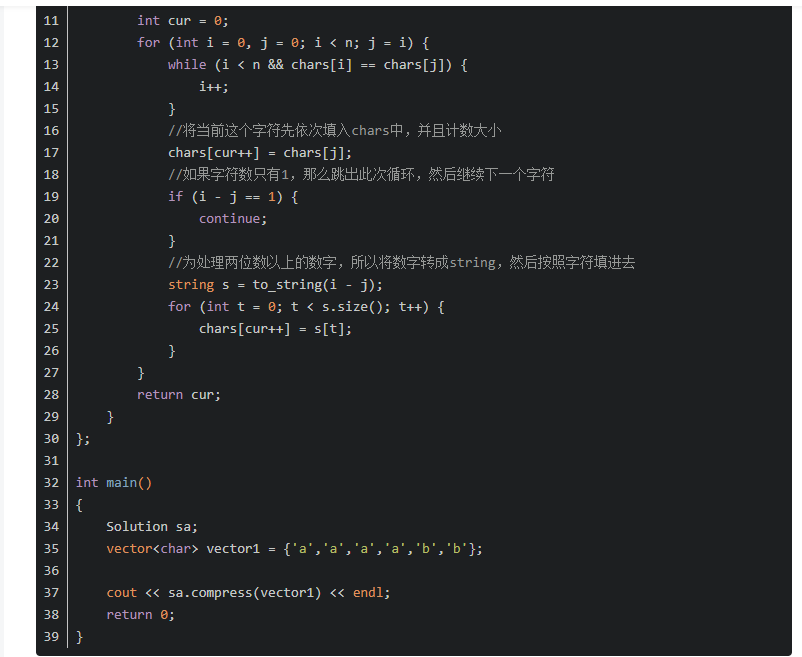 11         int cur = 0;
12         for (int i = 0, j = 0; i < n; j = i) {
13             while (i < n && chars[i] == chars[j]) {
14                 i++;
15             }
16             //将当前这个字符先依次填入chars中，并且计数大小
17             chars[cur++] = chars[j];
18             //如果字符数只有1，那么跳出此次循环，然后继续下一个字符
19             if (i - j == 1) {
20                 continue;
21             }
22             //为处理两位数以上的数字，所以将数字转成string，然后按照字符填进去
23             string s = to_string(i - j);
24             for (int t = 0; t < s.size(); t++) {
25                 chars[cur++] = s[t];
26             }
27         }
28         return cur;
29     }
30 };
31
32 int main()
33 {
34     Solution sa;
35     vector<char> vector1 = {'a','a','a','a','b','b'};
36
37     cout << sa.compress(vector1) << endl;
38     return 0;
39 }